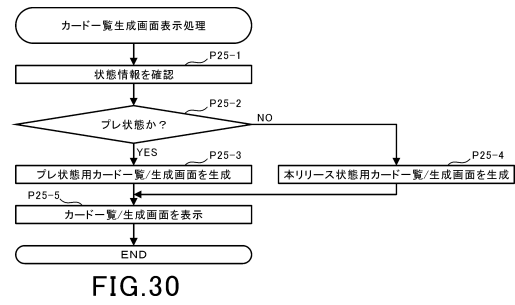 カード一覧生成画面表示処理
P25-1
状態情報を確認
P25-2
プレ状態か?
NO
YES
P25-3
プレ状態用カード一覧/生成画面を生成
P25-4
本リリース状態用カード一覧/生成画面を生成
P25-5
カード一覧/生成画面を表示
END
FIG.30